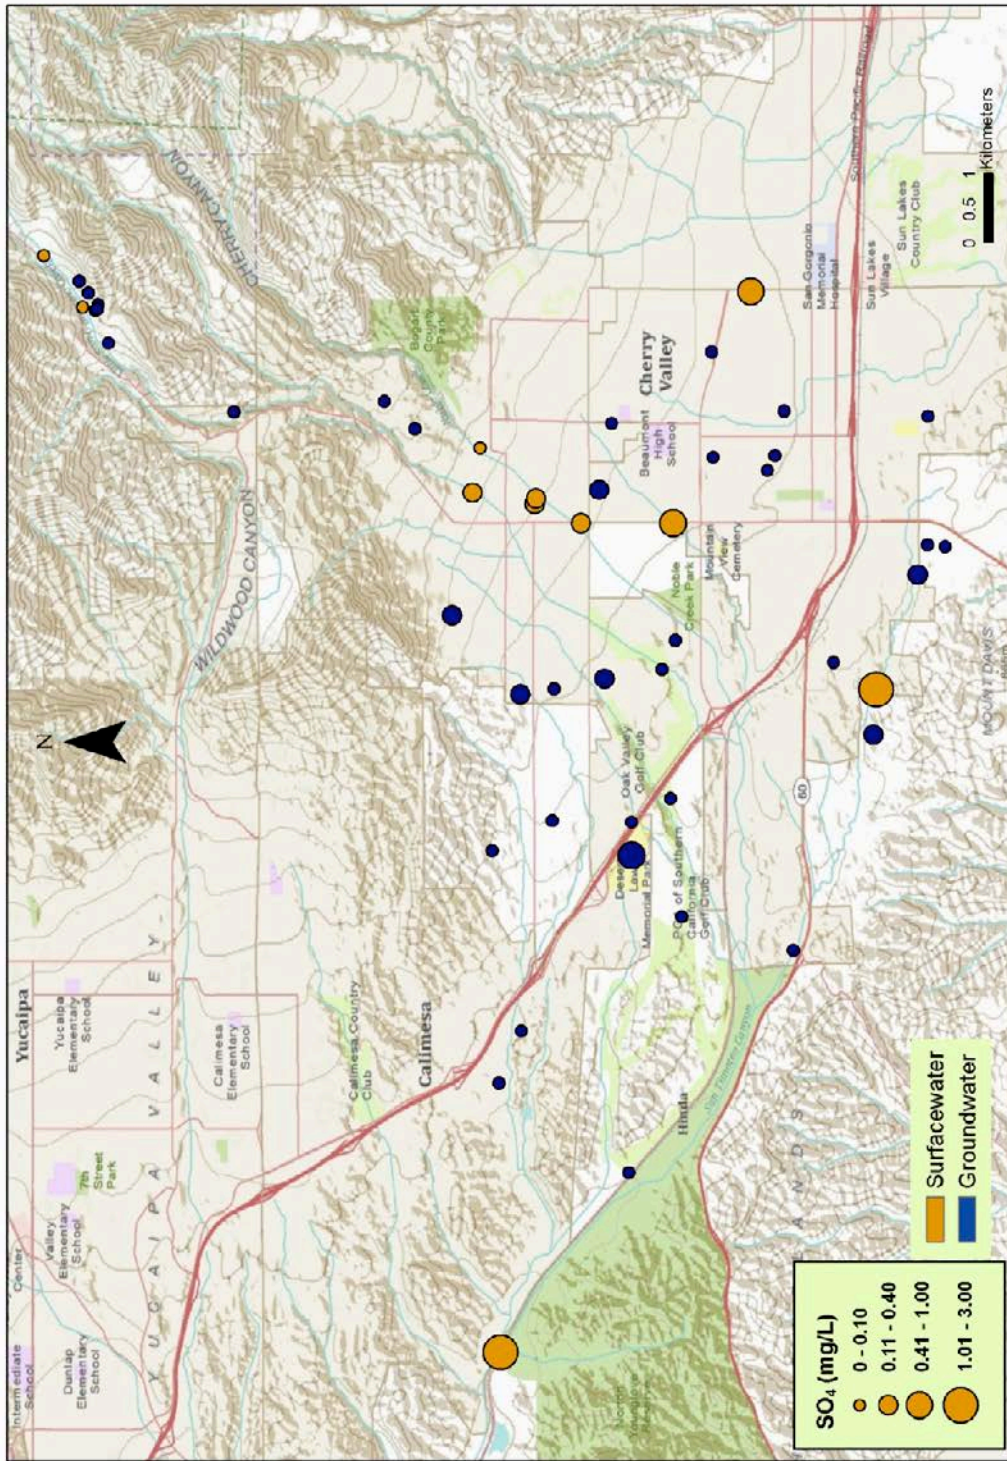 Intermediate
School
Center
Dunlap
Elementary
School
Valley
Elementary
School
7th
Street
Park
Yucaipa
Yucaipa
Elementary
School
YUCAIPA VALLEY
Calimesa
Elementary
School
Calimesa Country
Club
Calimesa
N
WILDWOOD CANYON
CHERRY CANYON
Bogart
County
Park
Cherry
Valley
Beaumont
High
School
Noble
Creek Park
Mountain
View
Cemetery
San Gorgonio
Memorial
Hospital
Southern Pacific Railroad
Sun Lakes
Village
Sun Lakes
Country Club
Oak Valley
Golf Club
Memorial Park
of Southern
California
Golf Club
Hinda
San Timoteo Canyon
60
MOUNT DAVIS
0 0.5 1
Kilometers
Surfacewater
Groundwater
SO₄ (mg/L)
0 - 0.10
0.11 - 0.40
0.41 - 1.00
1.01 - 3.00